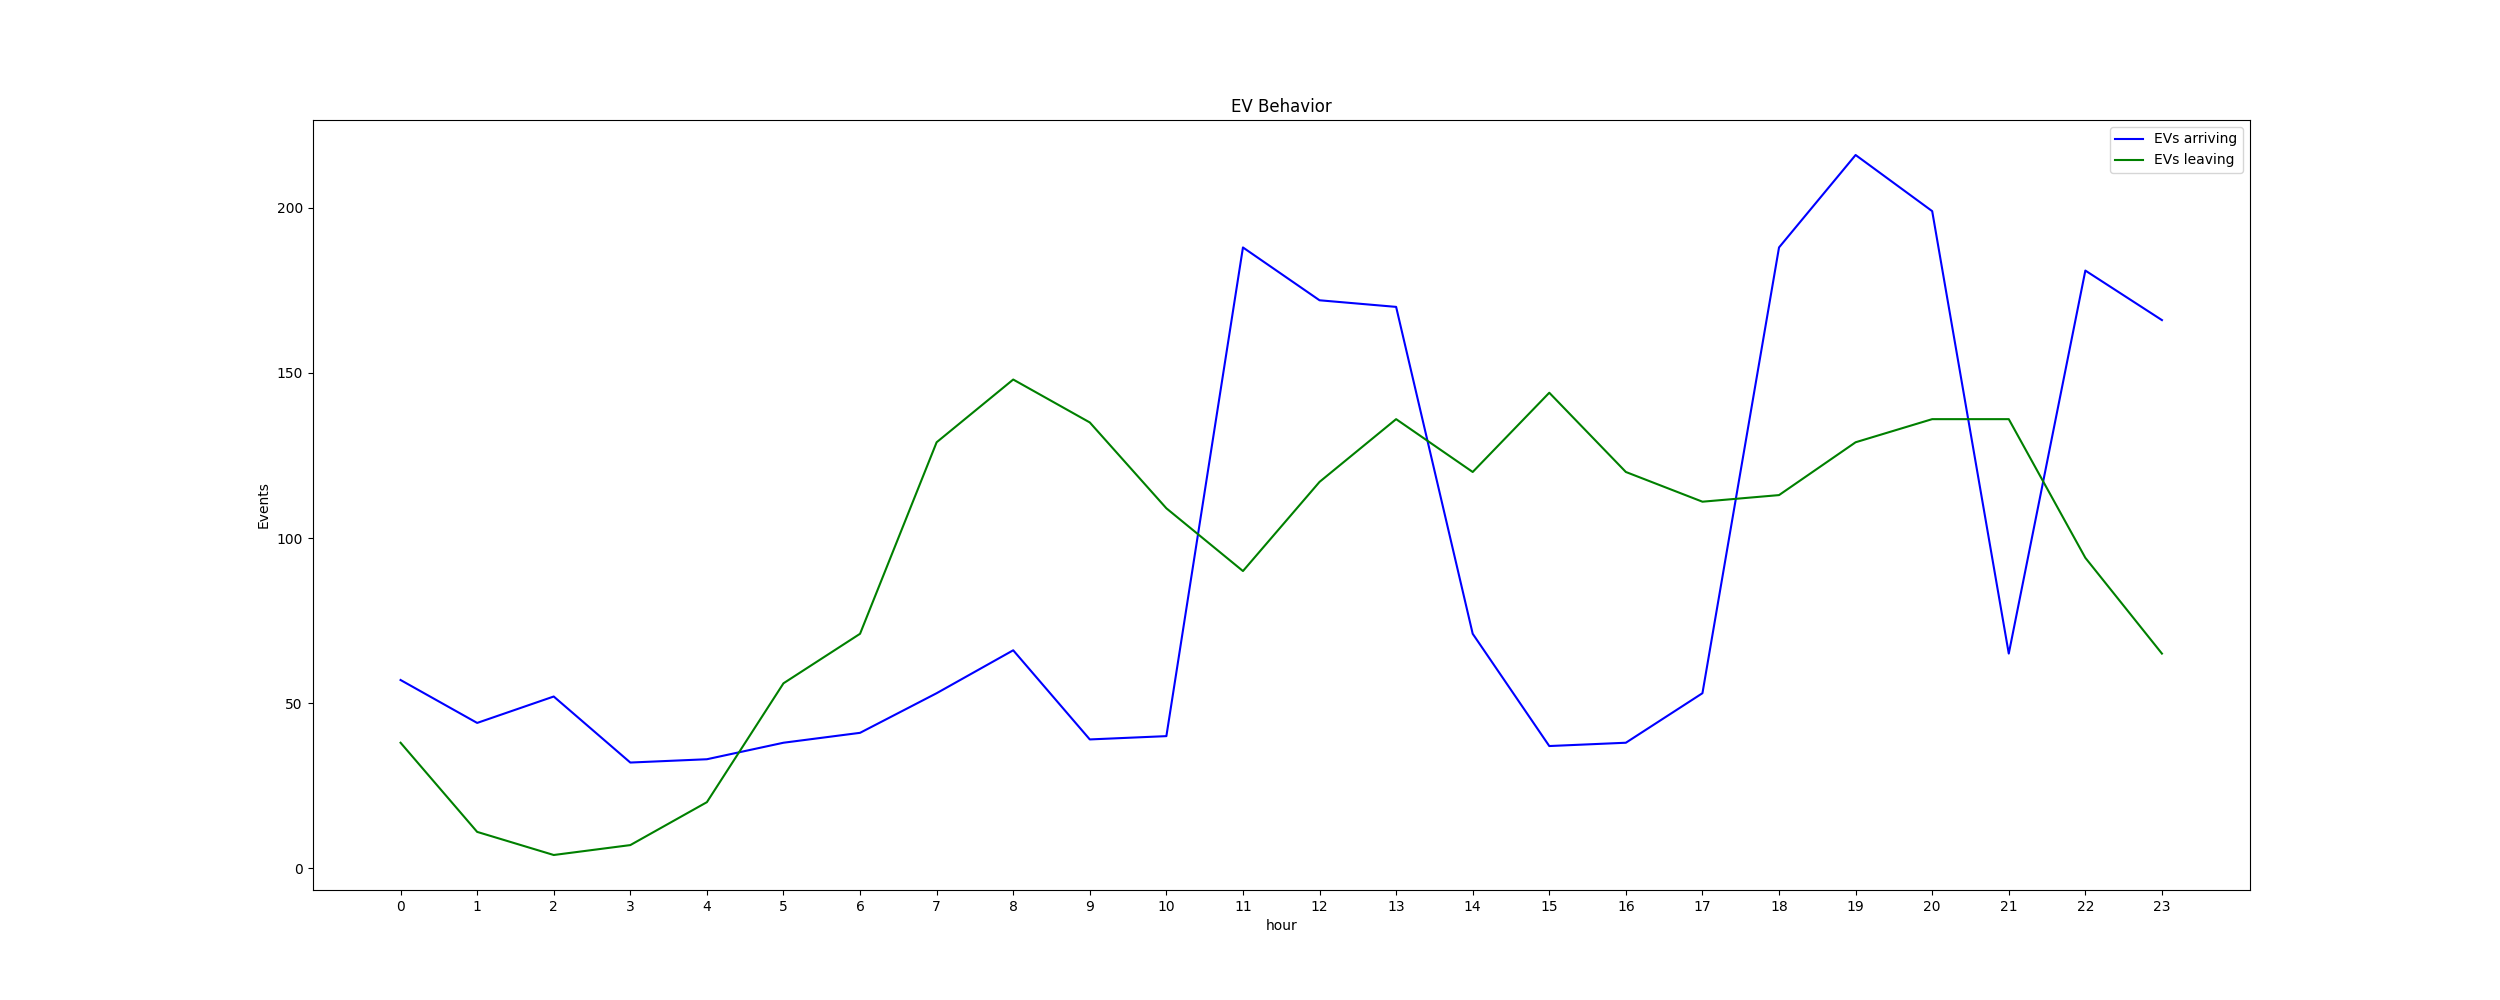 EV Behavior
EVs arriving
EVs leaving
200
150
100
50
0
Events
0 1 2 3 4 5 6 7 8 9 10 11 12 13 14 15 16 17 18 19 20 21 22 23
hour